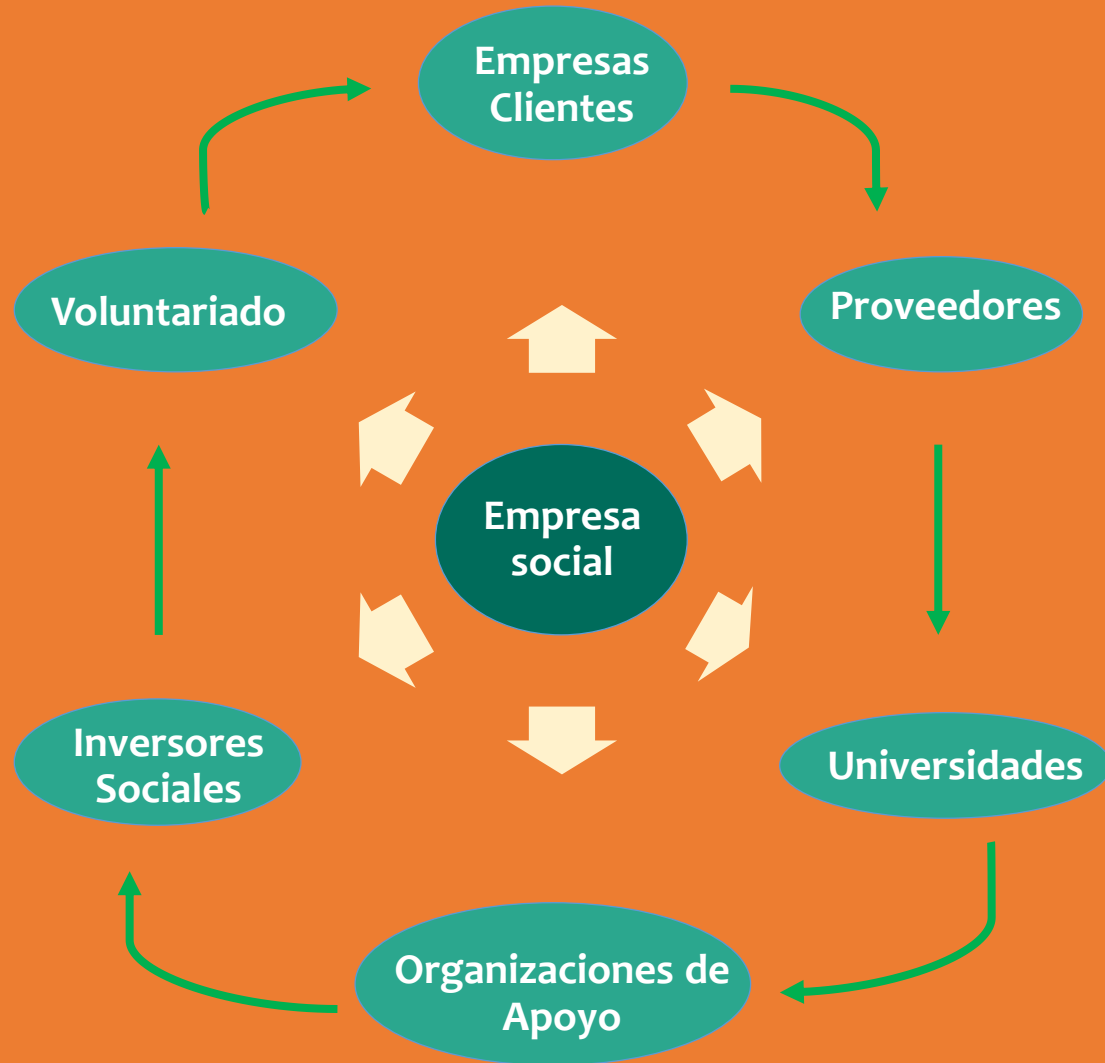 Empresas
Clientes
Voluntariado
Proveedores
Empresa
social
Inversores
Sociales
Universidades
Organizaciones de
Apoyo